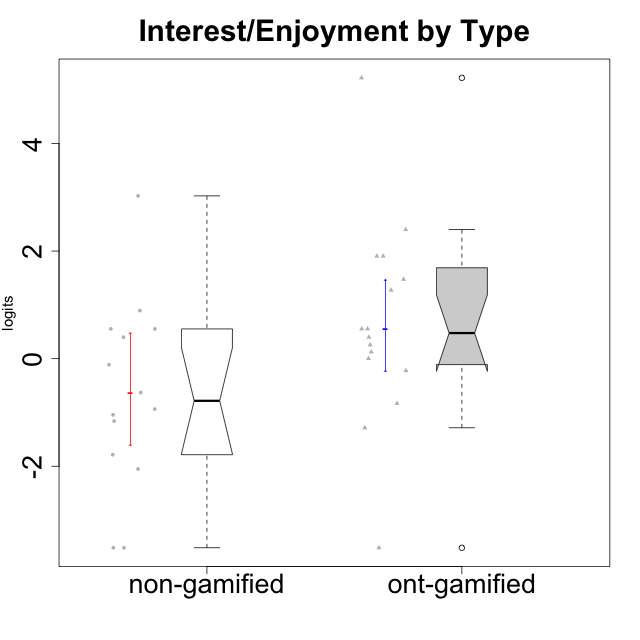 Interest/Enjoyment by Type
logits
4
2
0
-2
non-gamified
ont-gamified